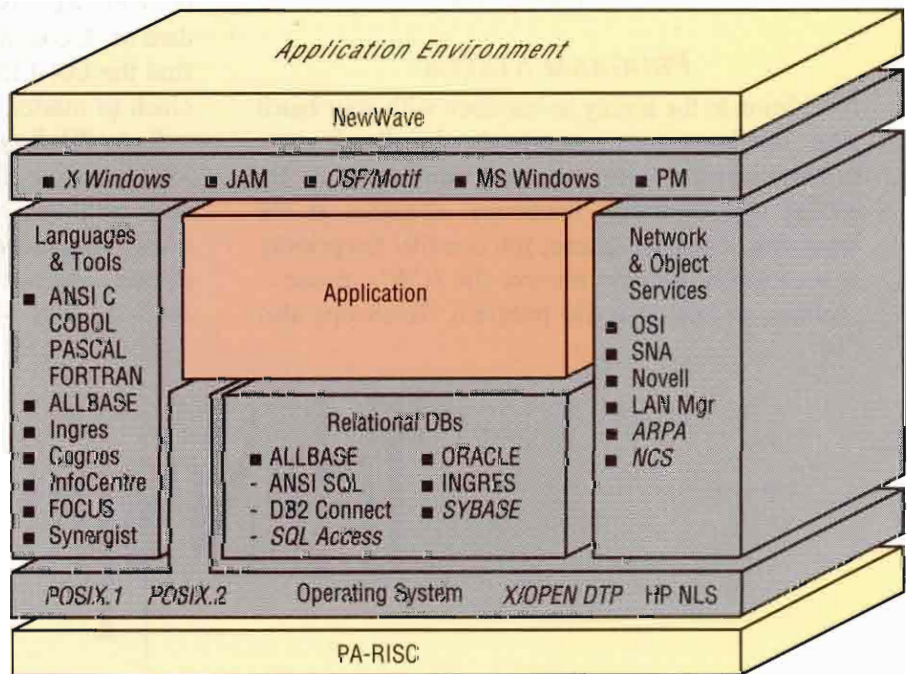 Application Environment
NewWave
■ X Windows ■ JAM ■ OSF/Motif ■ MS Windows ■ PM
Languages
& Tools
■ ANSI C
COBOL
PASCAL
FORTRAN
■ ALLBASE
■ Ingres
■ Cognos
■ InfoCentre
■ FOCUS
■ Synergist
Application
Relational DBs
■ ALLBASE
- ANSI SQL
- DB2 Connect
- SQL Access
■ ORACLE
■ INGRES
■ SYBASE
Network
& Object
Services
■ OSI
■ SNA
■ Novell
■ LAN Mgr
■ ARPA
■ NCS
POSIX.1 POSIX.2 Operating System X/OPEN DTP HP NLS
PA-RISC